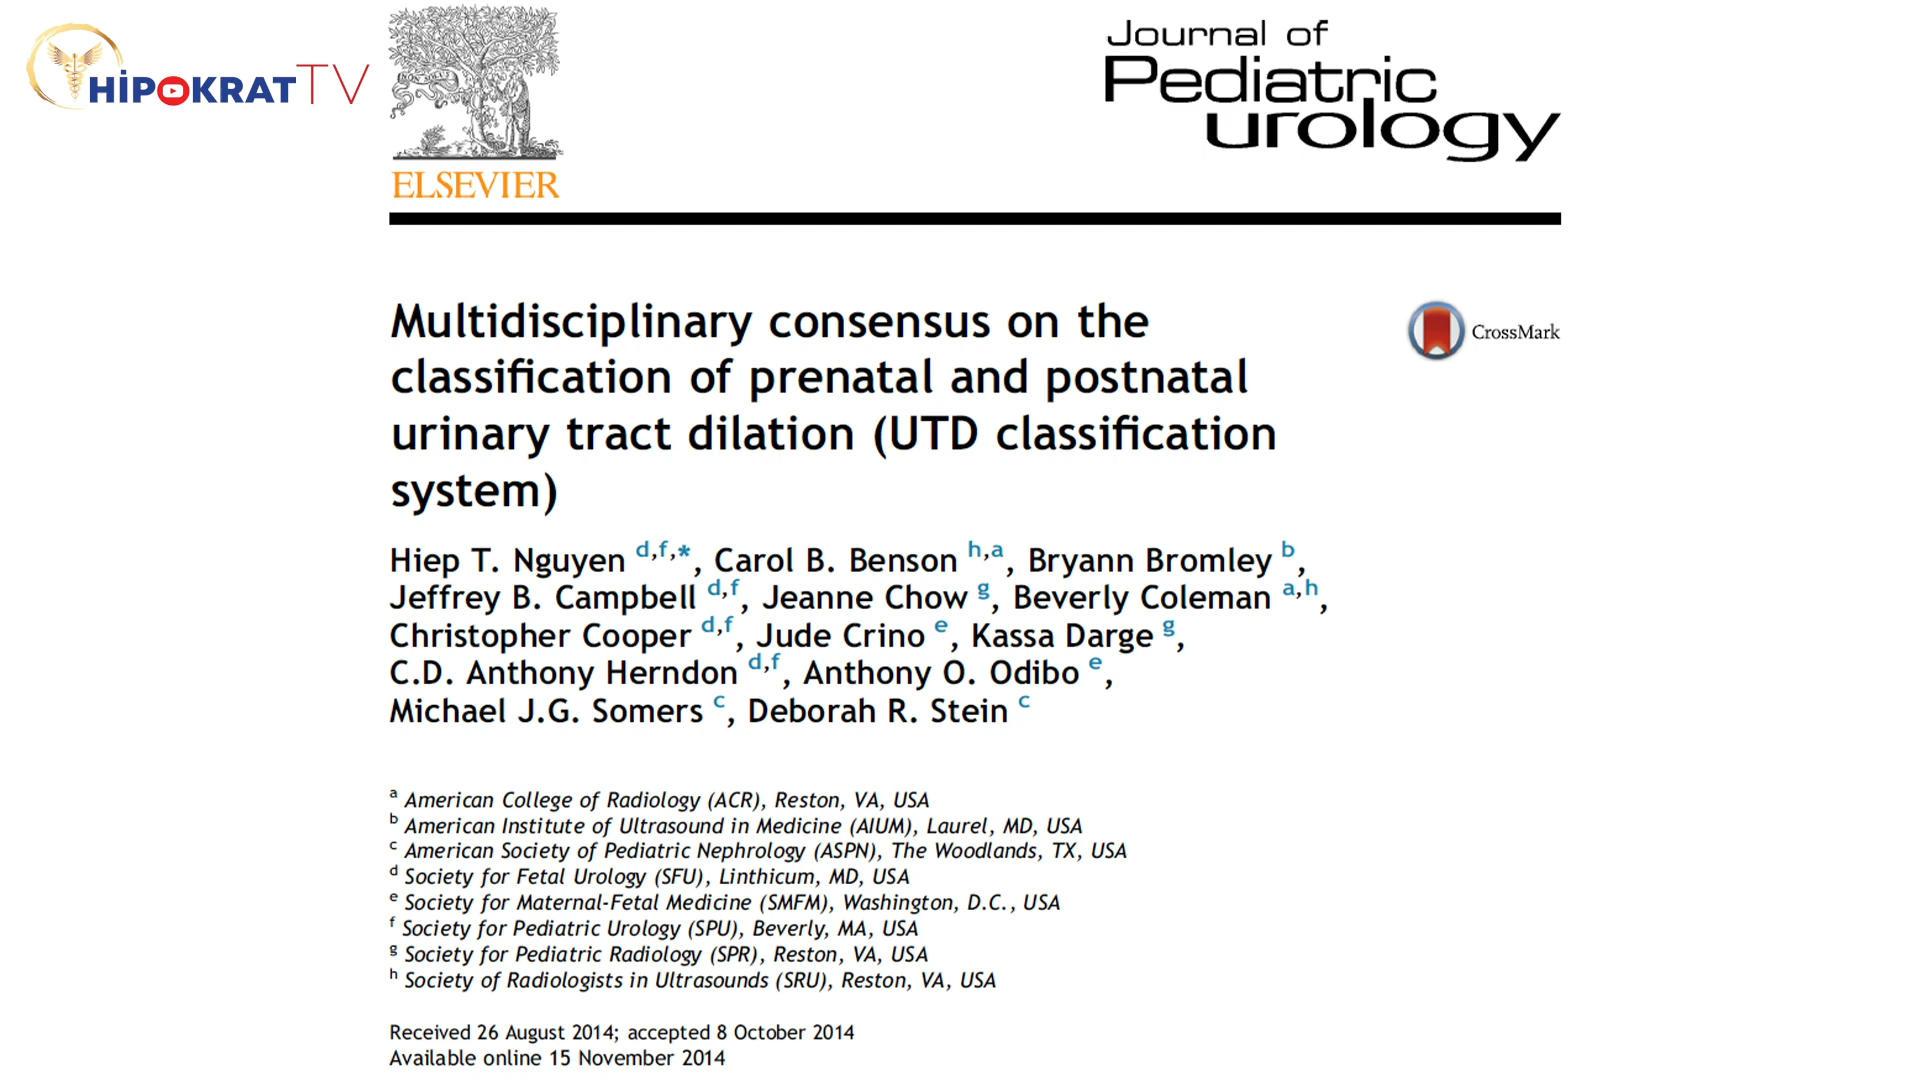 HİPOKRAT TV
ELSEVIER
Journal of
Pediatric
urology
Multidisciplinary consensus on the
classification of prenatal and postnatal
urinary tract dilation (UTD classification
system)
CrossMark
Hiep T. Nguyen d,f,*, Carol B. Benson h,a, Bryann Bromley b,
Jeffrey B. Campbell d,f, Jeanne Chow g, Beverly Coleman a,h,
Christopher Cooper d,f, Jude Crino e, Kassa Darge g,
C.D. Anthony Herndon d,f, Anthony O. Odibo e,
Michael J.G. Somers c, Deborah R. Stein c
a American College of Radiology (ACR), Reston, VA, USA
b American Institute of Ultrasound in Medicine (AIUM), Laurel, MD, USA
c American Society of Pediatric Nephrology (ASPN), The Woodlands, TX, USA
d Society for Fetal Urology (SFU), Linthicum, MD, USA
e Society for Maternal-Fetal Medicine (SMFM), Washington, D.C., USA
f Society for Pediatric Urology (SPU), Beverly, MA, USA
g Society for Pediatric Radiology (SPR), Reston, VA, USA
h Society of Radiologists in Ultrasounds (SRU), Reston, VA, USA
Received 26 August 2014; accepted 8 October 2014
Available online 15 November 2014